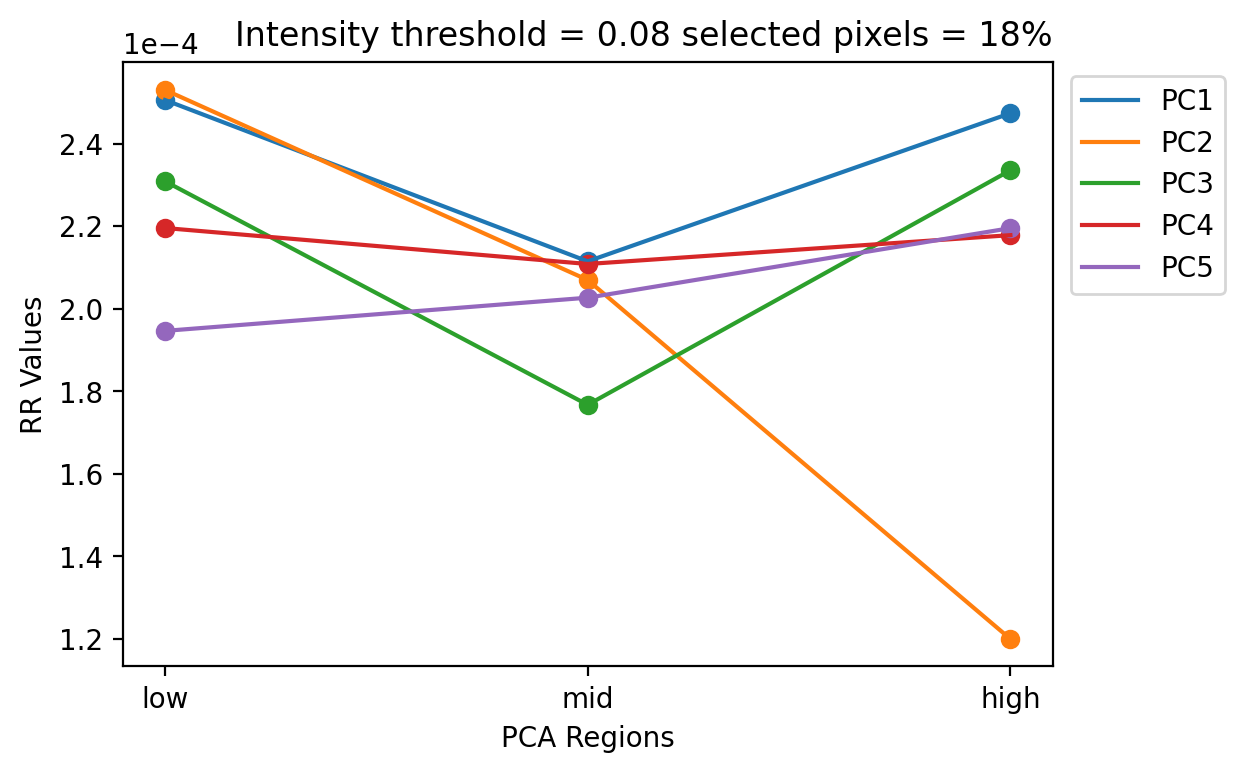 Intensity threshold = 0.08 selected pixels = 18%
1e−4
2.4
2.2
2.0
1.8
1.6
1.4
1.2
RR Values
low
mid
high
PCA Regions
PC1
PC2
PC3
PC4
PC5